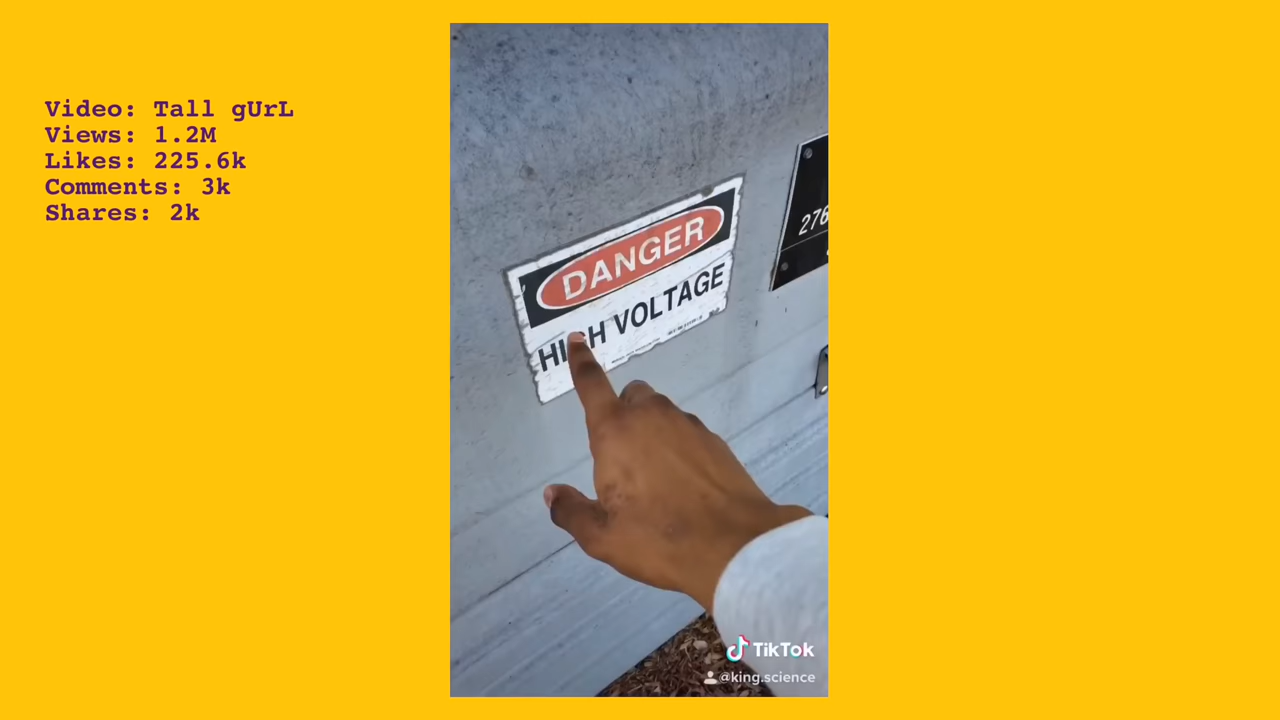 Video: Tall gUrL
Views: 1.2M
Likes: 225.6k
Comments: 3k
Shares: 2k
DANGER
HIGH VOLTAGE
276
TikTok
@king.science